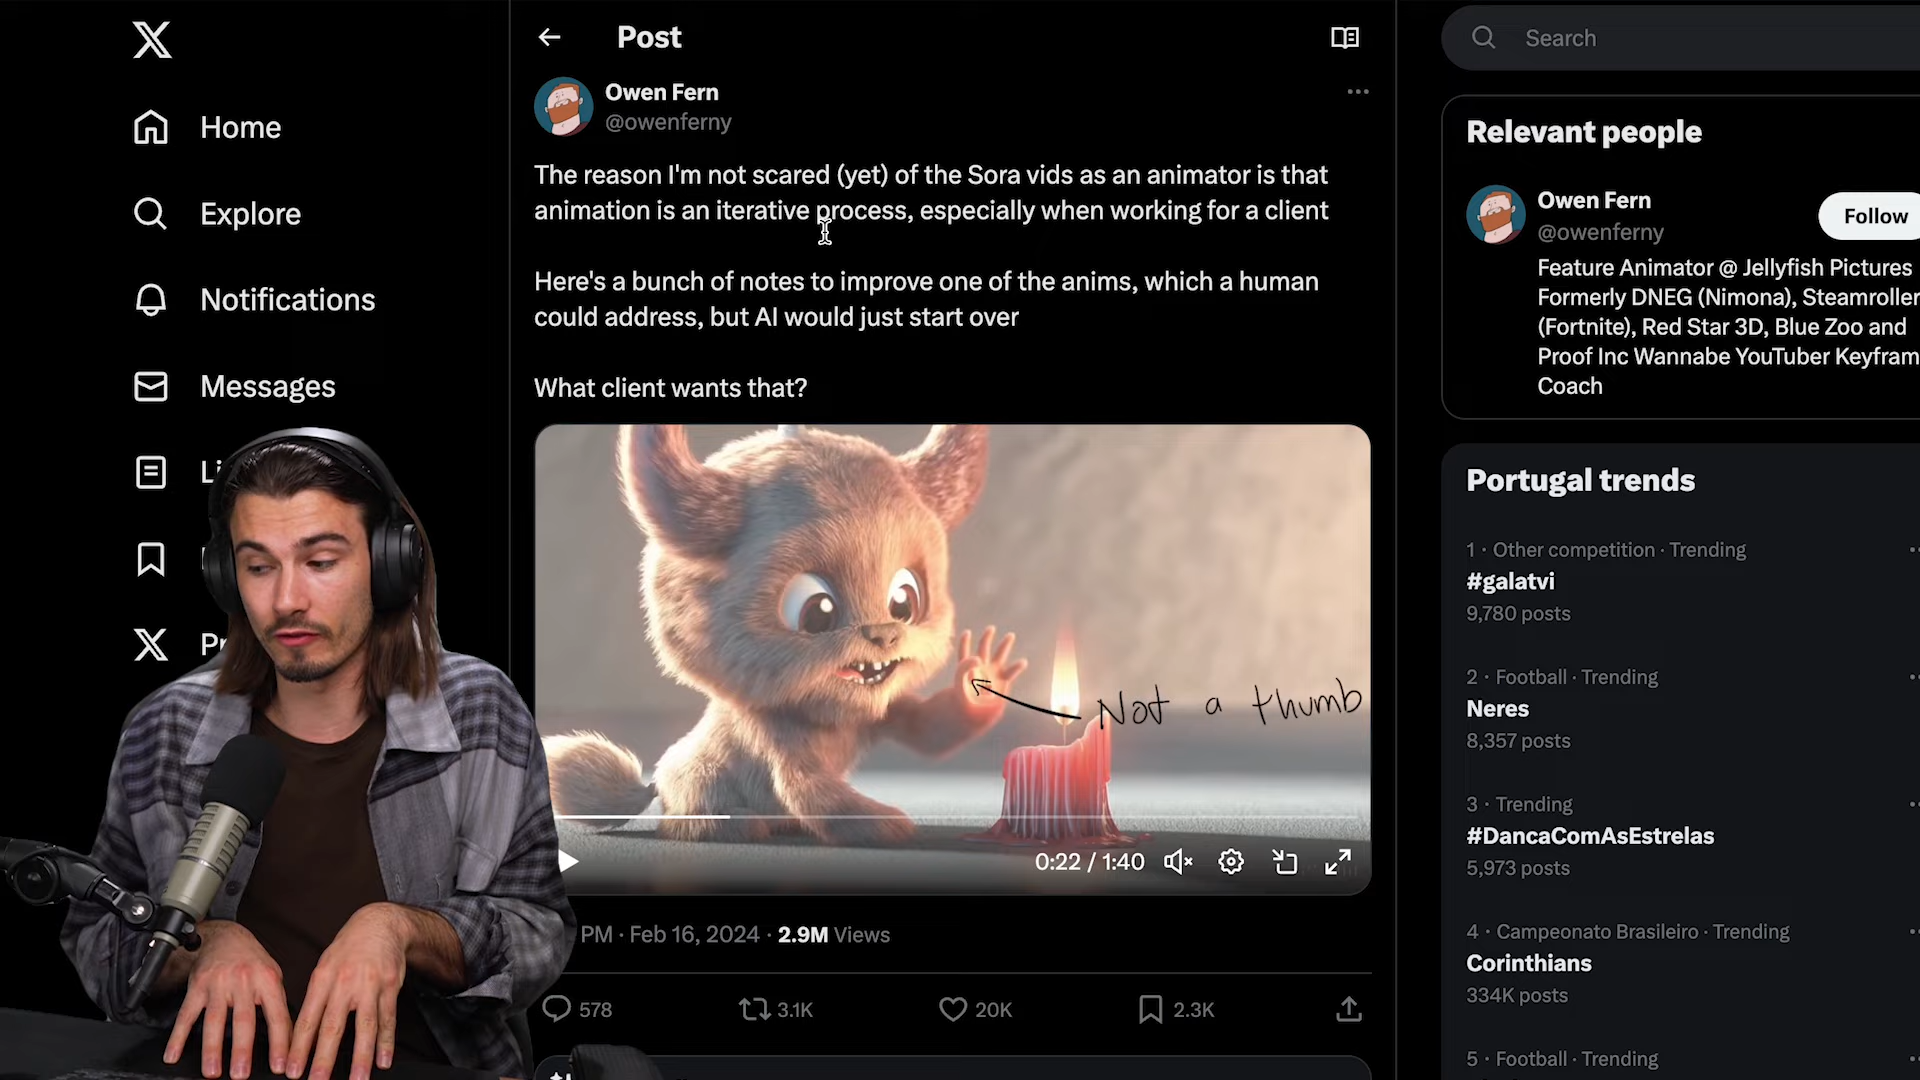 Home
Explore
Notifications
Messages
Post
Owen Fern
@owenferny
The reason I'm not scared (yet) of the Sora vids as an animator is that
animation is an iterative process, especially when working for a client
Here's a bunch of notes to improve one of the anims, which a human
could address, but AI would just start over
What client wants that?
Not a thumb
0:22 / 1:40
PM · Feb 16, 2024 · 2.9M Views
578
3.1K
20K
2.3K
Search
Relevant people
Owen Fern
@owenferny
Follow
Feature Animator @ Jellyfish Pictures
Formerly DNEG (Nimona), Steamroller
(Fortnite), Red Star 3D, Blue Zoo and
Proof Inc Wannabe YouTuber Keyfram
Coach
Portugal trends
1 · Other competition · Trending
#galatvi
9,780 posts
2 · Football · Trending
Neres
8,357 posts
3 · Trending
#DancaComAsEstrelas
5,973 posts
4 · Campeonato Brasileiro · Trending
Corinthians
334K posts
5 · Football · Trending